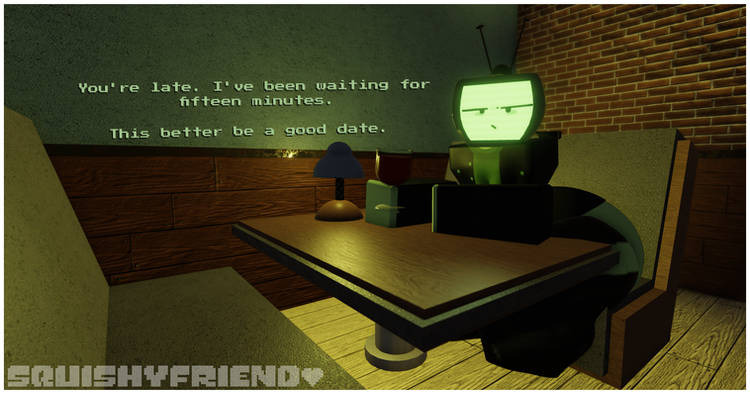 You're late. I've been waiting for
fifteen minutes.
This better be a good date.
SQUISHYFRIEND♥